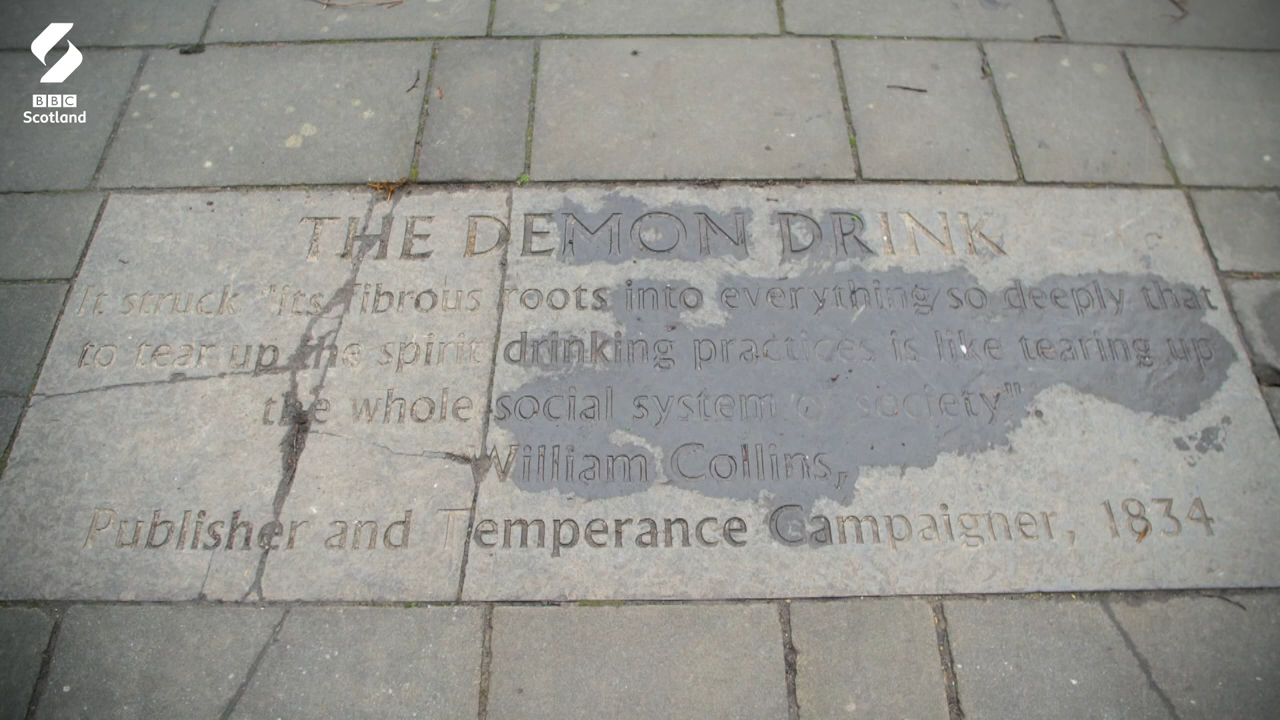 BBC
Scotland
THE DEMON DRINK
It struck "its fibrous roots into everything so deeply that
to tear up the spirit drinking practices is like tearing up
the whole social system of society"
William Collins,
Publisher and Temperance Campaigner, 1834